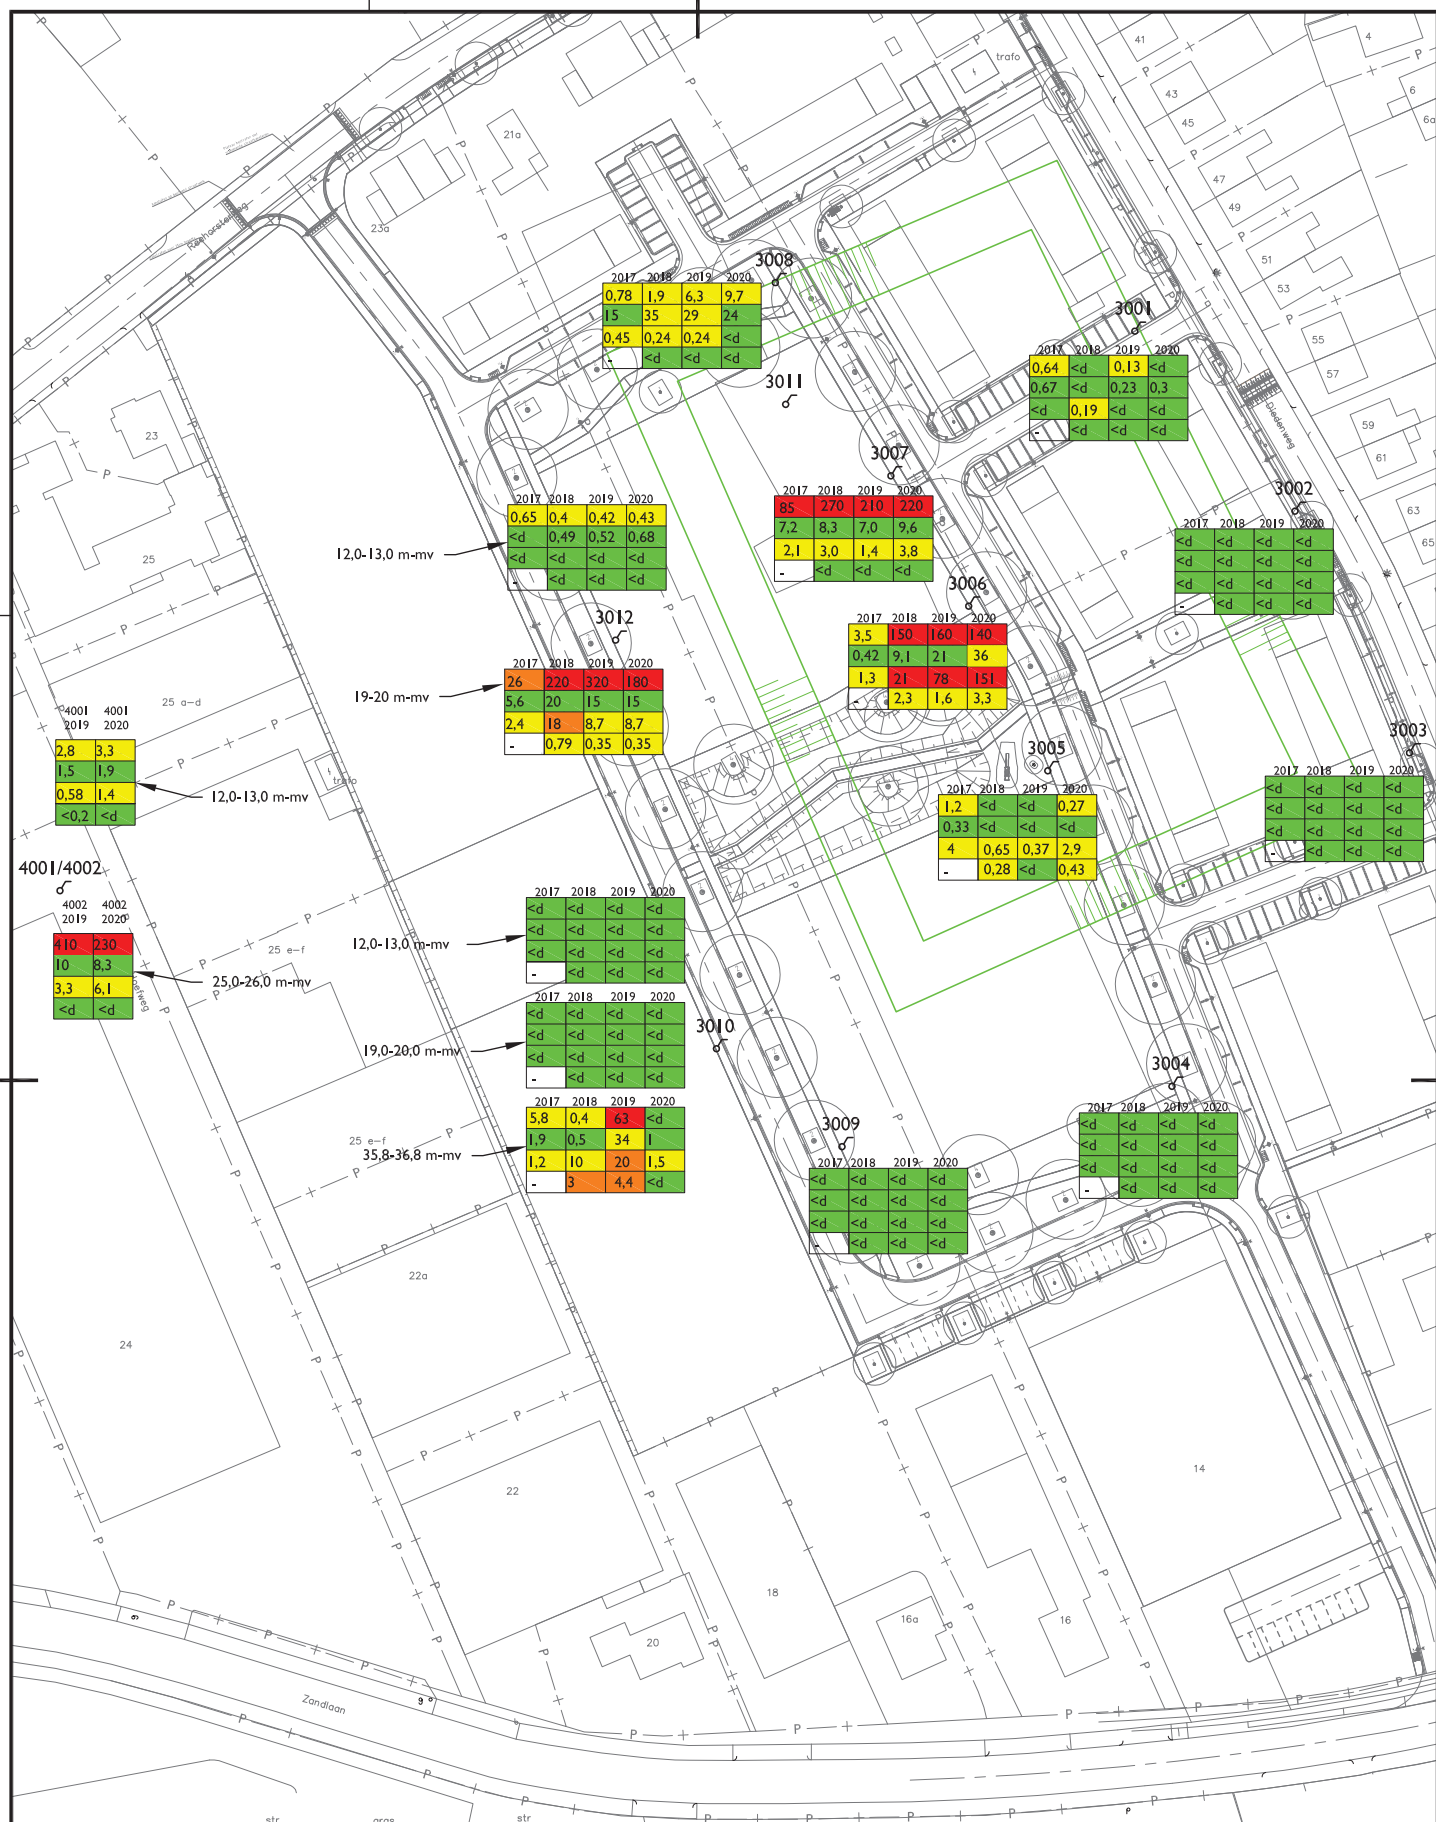 trafo
41
4
43
45
6
6a
21a
47
49
23a
Reehorsterweg
51
53
55
57
3008
2017 2018 2019 2020
0,78 1,9 6,3 9,7
15 35 29 24
0,45 0,24 0,24 <d
- <d <d <d
3001
2017 2018 2019 2020
0,64 <d 0,13 <d
0,67 <d 0,23 0,3
<d 0,19 <d <d
- <d <d <d
3011
Diedenweg
59
61
23
25
3007
2017 2018 2019 2020
85 270 210 220
7,2 8,3 7,0 9,6
2,1 3,0 1,4 3,8
- <d <d <d
3002
63
65
2017 2018 2019 2020
<d <d <d <d
<d <d <d <d
<d <d <d <d
- <d <d <d
12,0-13,0 m-mv
2017 2018 2019 2020
0,65 0,4 0,42 0,43
<d 0,49 0,52 0,68
<d <d <d <d
- <d <d <d
3012
19-20 m-mv
2017 2018 2019 2020
26 220 320 180
5,6 20 15 15
2,4 18 8,7 8,7
- 0,79 0,35 0,35
3006
2017 2018 2019 2020
3,5 150 160 140
0,42 9,1 21 36
1,3 21 78 151
- 2,3 1,6 3,3
25 a-d
trafo
4001 4001
2019 2020
2,8 3,3
1,5 1,9
0,58 1,4
<0,2 <d
12,0-13,0 m-mv
3005
2017 2018 2019 2020
1,2 <d <d 0,27
0,33 <d <d <d
4 0,65 0,37 2,9
- 0,28 <d 0,43
3003
2017 2018 2019 2020
<d <d <d <d
<d <d <d <d
<d <d <d <d
- <d <d <d
4001/4002
4002 4002
2019 2020
410 230
10 8,3
3,3 6,1
<d <d
25,0-26,0 m-mv
25 e-f
3010
12,0-13,0 m-mv
2017 2018 2019 2020
<d <d <d <d
<d <d <d <d
<d <d <d <d
- <d <d <d
19,0-20,0 m-mv
2017 2018 2019 2020
<d <d <d <d
<d <d <d <d
<d <d <d <d
- <d <d <d
25 e-f
35,8-36,8 m-mv
2017 2018 2019 2020
5,8 0,4 63 <d
1,9 0,5 34 1
1,2 10 20 1,5
- 3 4,4 <d
3004
2017 2018 2019 2020
<d <d <d <d
<d <d <d <d
<d <d <d <d
- <d <d <d
3009
2017 2018 2019 2020
<d <d <d <d
<d <d <d <d
<d <d <d <d
- <d <d <d
22a
24
22
14
18
16a
16
20
Zandlaan
str
gras
str